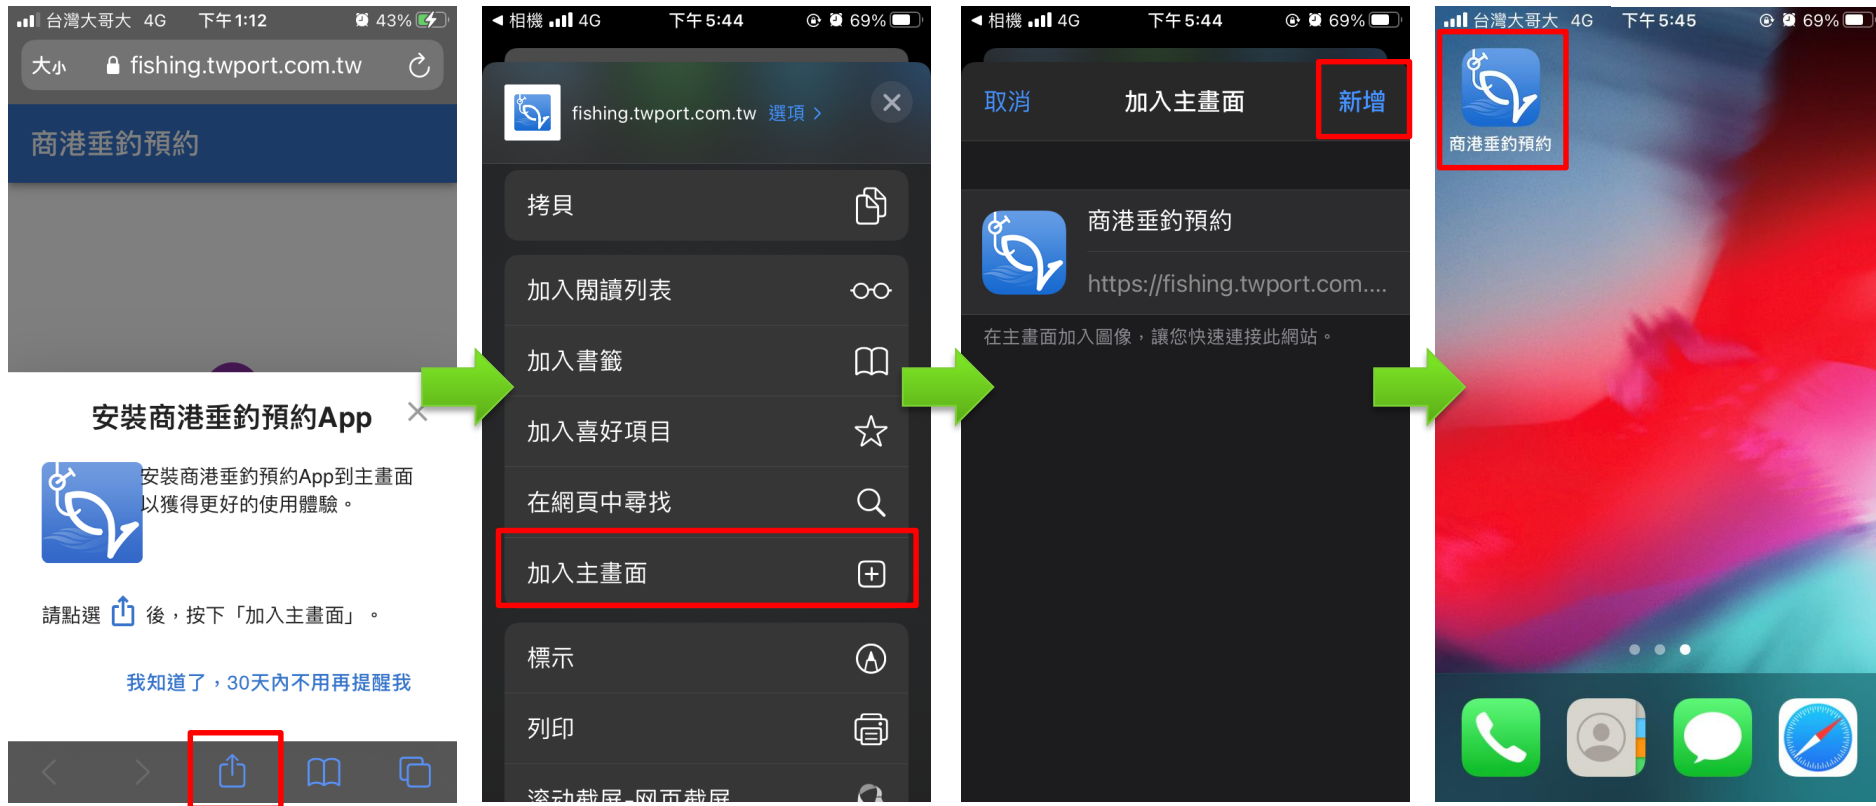 台灣大哥大 4G 下午1:12 43%
大小 fishing.twport.com.tw
商港垂釣預約
安裝商港垂釣預約App
安裝商港垂釣預約App到主畫面
以獲得更好的使用體驗。
請點選 後，按下「加入主畫面」。
我知道了，30天內不用再提醒我
相機 4G 下午5:44 69%
fishing.twport.com.tw 選項
拷貝
加入閱讀列表
加入書籤
加入喜好項目
在網頁中尋找
加入主畫面
標示
列印
滚动截屏-网页截屏
相機 4G 下午5:44 69%
取消 加入主畫面 新增
商港垂釣預約
https://fishing.twport.com....
在主畫面加入圖像，讓您快速連接此網站。
台灣大哥大 4G 下午5:45 69%
商港垂釣預約